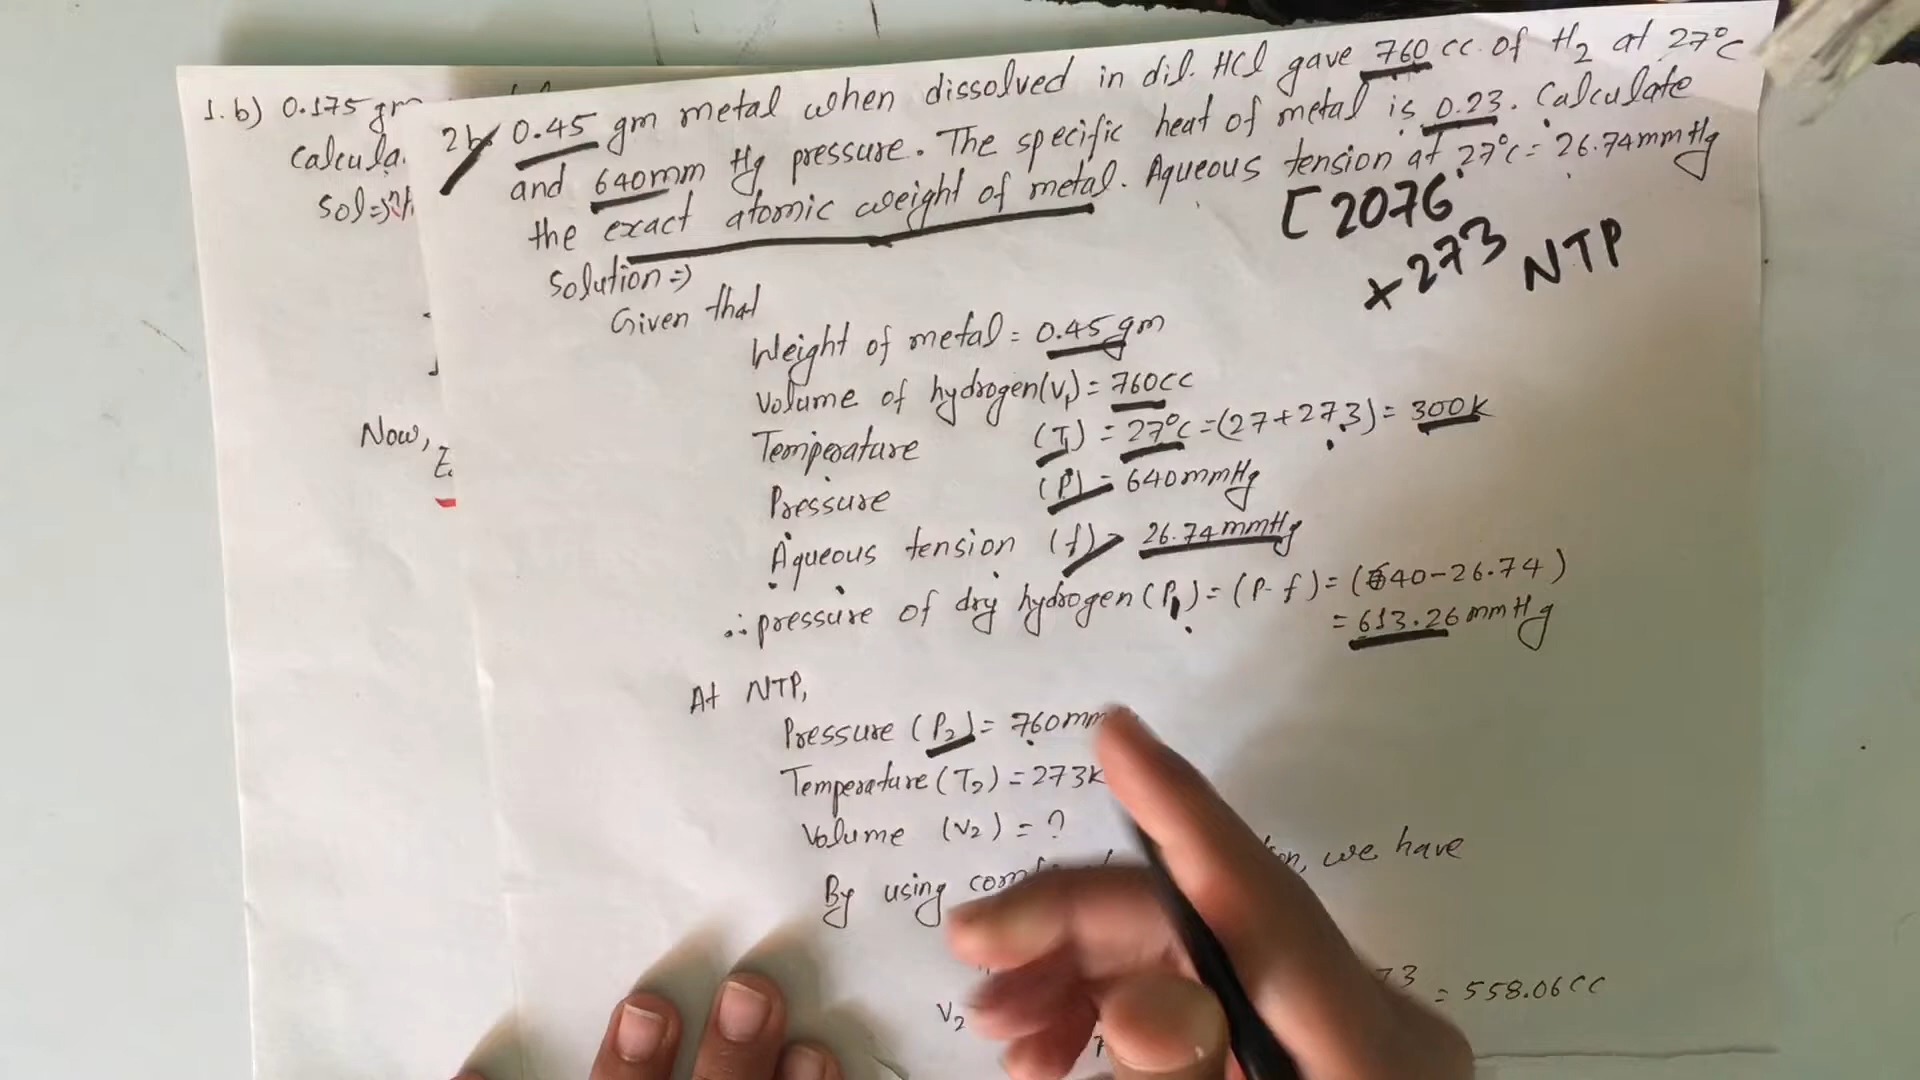 1.b) 0.175 gm
Calcula.
Sol=>
Now,
2b. 0.45 gm metal when dissolved in dil. HCl gave 760 cc. of H2 at 27°C
and 640mm Hg pressure. The specific heat of metal is 0.23. Calculate
the exact atomic weight of metal. Aqueous tension at 27°C= 26.74mmHg
[2076
+273 NTP
Solution=>
Given that
Weight of metal= 0.45gm
Volume of hydrogen(V1)= 760cc
Temperature (T1) = 27°C =(27+273)= 300K
Pressure (P) = 640mmHg
Aqueous tension (f)= 26.74mmHg
∴ pressure of dry hydrogen(P1)= (P-f)= (640-26.74)
= 613.26mmHg
At NTP,
Pressure (P2)= 760mm
Temperature (T2) = 273K
Volume (V2) = ?
By using we have
V2 73 = 558.06CC